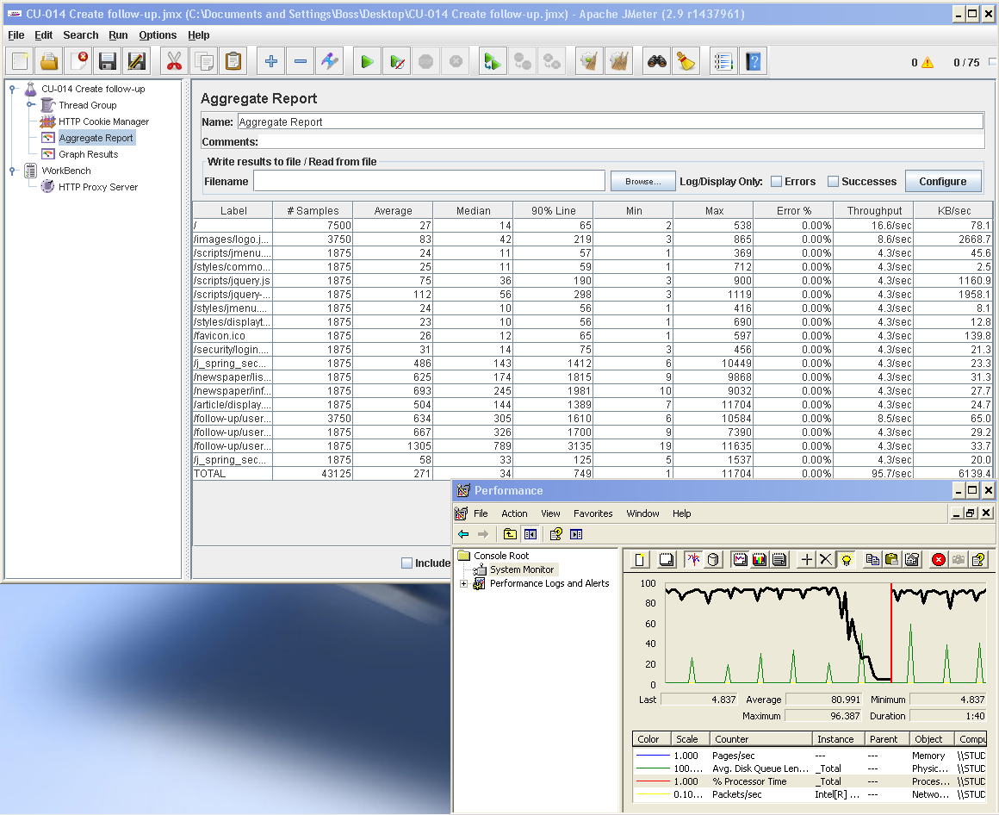 CU-014 Create follow-up.jmx (C:\Documents and Settings\Boss\Desktop\CU-014 Create follow-up.jmx) - Apache JMeter (2.9 r1437961)
File Edit Search Run Options Help
0 0 / 75
CU-014 Create follow-up
Thread Group
HTTP Cookie Manager
Aggregate Report
Graph Results
WorkBench
HTTP Proxy Server
Aggregate Report
Name: Aggregate Report
Comments:
Write results to file / Read from file
Filename Browse... Log/Display Only: Errors Successes Configure
Label # Samples Average Median 90% Line Min Max Error % Throughput KB/sec
/ 7500 27 14 65 2 538 0.00% 16.6/sec 78.1
/images/logo.j... 3750 83 42 219 3 865 0.00% 8.6/sec 2668.7
/scripts/jmenu.... 1875 24 11 57 1 369 0.00% 4.3/sec 45.6
/styles/commo... 1875 25 11 59 1 712 0.00% 4.3/sec 2.5
/scripts/jquery.js 1875 75 36 190 3 900 0.00% 4.3/sec 1160.9
/scripts/jquery-... 1875 112 56 298 3 1119 0.00% 4.3/sec 1958.1
/styles/jmenu.... 1875 24 10 56 1 416 0.00% 4.3/sec 8.1
/styles/displayt... 1875 23 10 56 1 690 0.00% 4.3/sec 12.8
/favicon.ico 1875 26 12 65 1 597 0.00% 4.3/sec 139.8
/security/login.... 1875 31 14 75 3 456 0.00% 4.3/sec 21.3
/j_spring_sec... 1875 486 143 1412 6 10449 0.00% 4.3/sec 23.3
/newspaper/lis... 1875 625 174 1815 9 9868 0.00% 4.3/sec 31.3
/newspaper/inf... 1875 693 245 1981 10 9032 0.00% 4.3/sec 27.7
/article/display.... 1875 504 144 1389 7 11704 0.00% 4.3/sec 24.7
/follow-up/user... 3750 634 305 1610 6 10584 0.00% 8.5/sec 65.0
/follow-up/user... 1875 667 326 1700 9 7390 0.00% 4.3/sec 29.2
/follow-up/user... 1875 1305 789 3135 19 11635 0.00% 4.3/sec 33.7
/j_spring_sec... 1875 58 33 125 5 1537 0.00% 4.3/sec 20.0
TOTAL 43125 271 34 749 1 11704 0.00% 95.7/sec 6139.4
Include
Performance
File Action View Favorites Window Help
Console Root
System Monitor
Performance Logs and Alerts
100
80
60
40
20
0
Last 4.837 Average 80.991 Minimum 4.837
Maximum 96.387 Duration 1:40
Color Scale Counter Instance Parent Object Compu
1.000 Pages/sec --- --- Memory \\STUD
100.... Avg. Disk Queue Len... _Total --- Physic... \\STUD
1.000 % Processor Time _Total --- Proces... \\STUD
0.10... Packets/sec Intel[R] ... --- Netwo... \\STUD